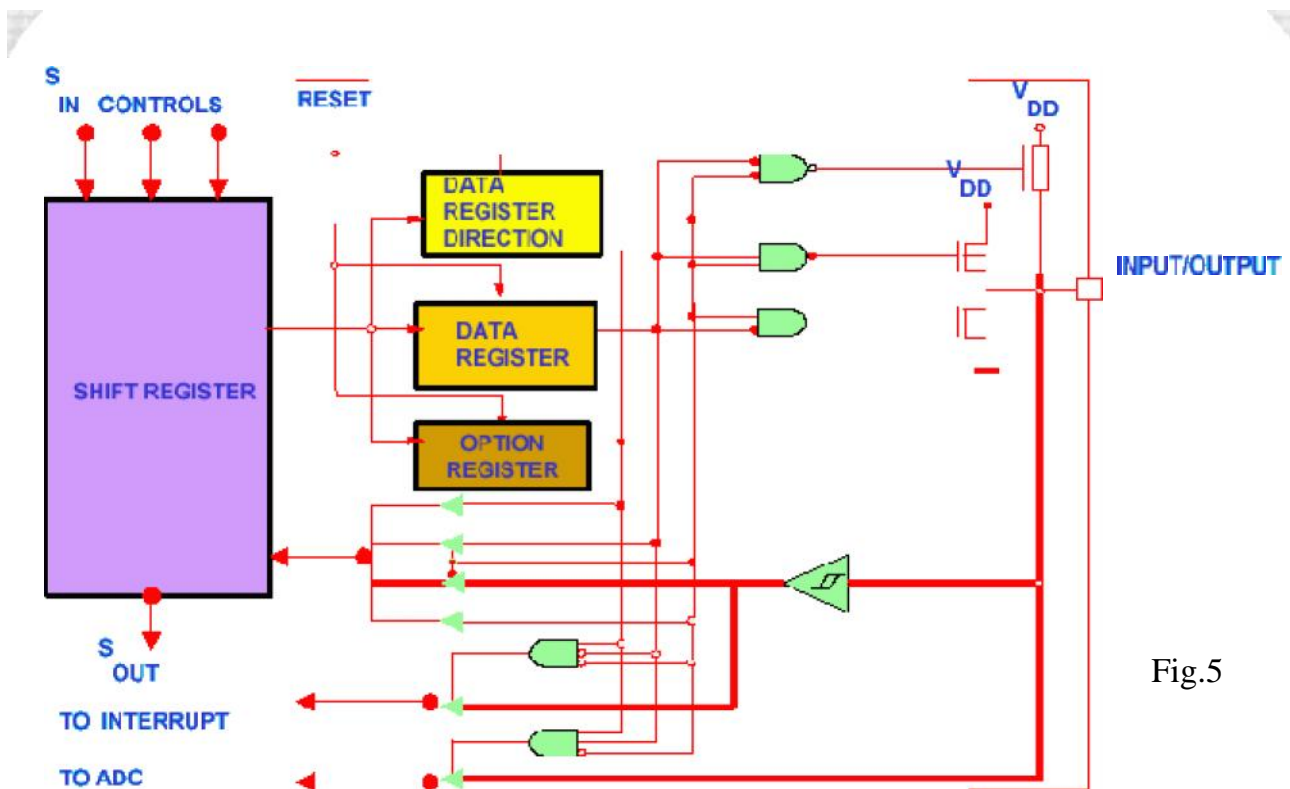 S
IN CONTROLS
RESET
V
DD
V
DD
DATA
REGISTER
DIRECTION
INPUT/OUTPUT
DATA
REGISTER
SHIFT REGISTER
OPTION
REGISTER
S
OUT
Fig.5
TO INTERRUPT
TO ADC